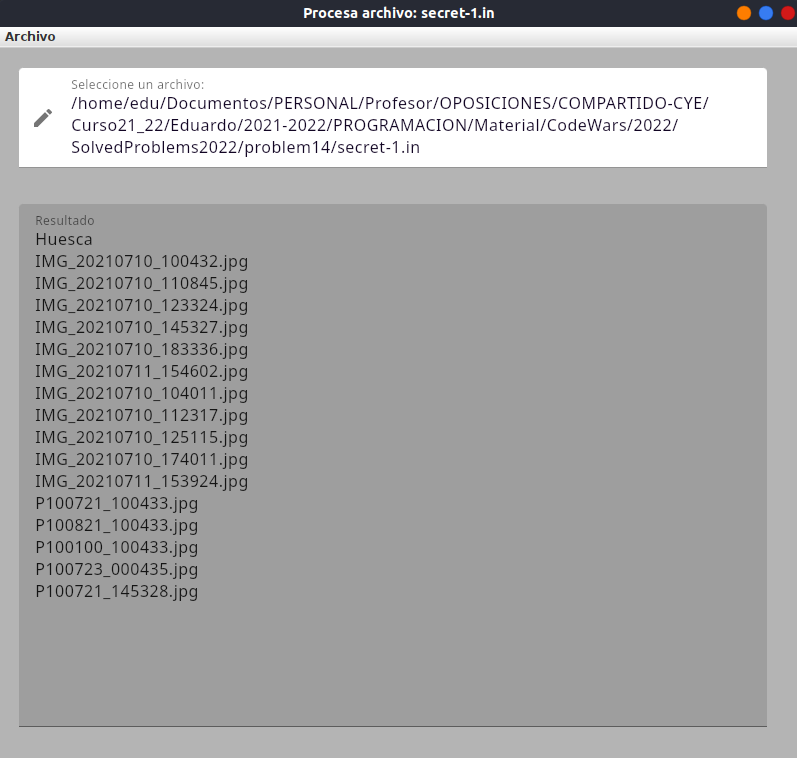 Procesa archivo: secret-1.in
Archivo
Seleccione un archivo:
/home/edu/Documentos/PERSONAL/Profesor/OPOSICIONES/COMPARTIDO-CYE/
Curso21_22/Eduardo/2021-2022/PROGRAMACION/Material/CodeWars/2022/
SolvedProblems2022/problem14/secret-1.in
Resultado
Huesca
IMG_20210710_100432.jpg
IMG_20210710_110845.jpg
IMG_20210710_123324.jpg
IMG_20210710_145327.jpg
IMG_20210710_183336.jpg
IMG_20210711_154602.jpg
IMG_20210710_104011.jpg
IMG_20210710_112317.jpg
IMG_20210710_125115.jpg
IMG_20210710_174011.jpg
IMG_20210711_153924.jpg
P100721_100433.jpg
P100821_100433.jpg
P100100_100433.jpg
P100723_000435.jpg
P100721_145328.jpg